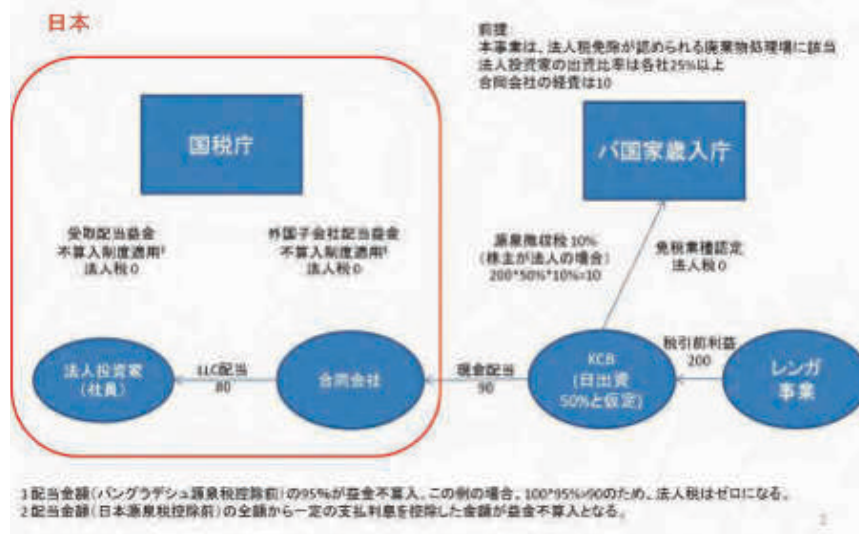 日本
前提:
本事業は、法人税免除が認められる廃棄物処理場に該当
法人投資家の出資比率は各社25%以上
合同会社の経費は10
国税庁
バ国家歳入庁
受取配当益金
不算入制度適用²
法人税0
外国子会社配当益金
不算入制度適用¹
法人税0
源泉徴収税10%
(株主が法人の場合)
200*50%*10%=10
免税業種認定
法人税0
法人投資家
(社員)
LLC配当
80
合同会社
現金配当
90
KCB
(日出資
50%と仮定)
税引前利益
200
レンガ
事業
1 配当金額(バングラデシュ源泉税控除前)の95%が益金不算入。この例の場合、100*95%>90のため、法人税はゼロになる。
2 配当金額(日本源泉税控除前)の全額から一定の支払利息を控除した金額が益金不算入となる。